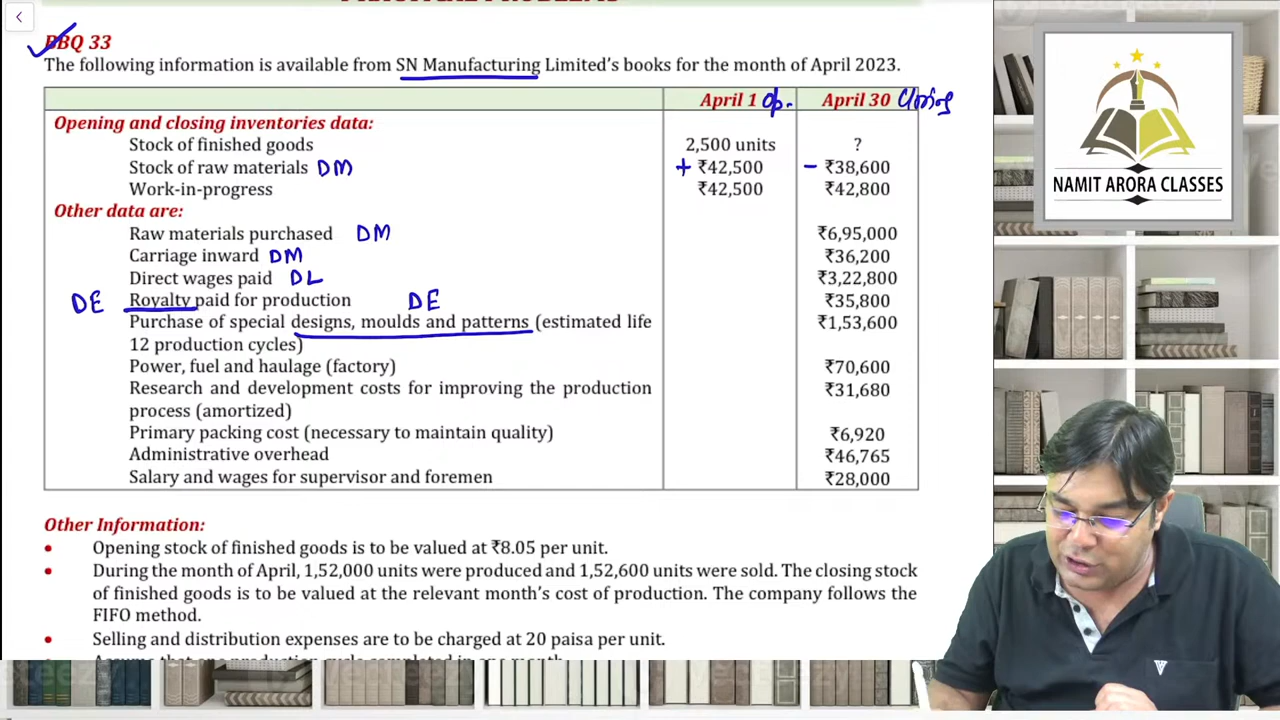 BBQ 33
The following information is available from SN Manufacturing Limited's books for the month of April 2023.
April 1 op. April 30 closing
Opening and closing inventories data:
Stock of finished goods 2,500 units ?
Stock of raw materials DM + ₹42,500 - ₹38,600
Work-in-progress ₹42,500 ₹42,800
Other data are:
Raw materials purchased DM ₹6,95,000
Carriage inward DM ₹36,200
Direct wages paid DL ₹3,22,800
DE Royalty paid for production DE ₹35,800
Purchase of special designs, moulds and patterns (estimated life ₹1,53,600
12 production cycles)
Power, fuel and haulage (factory) ₹70,600
Research and development costs for improving the production ₹31,680
process (amortized)
Primary packing cost (necessary to maintain quality) ₹6,920
Administrative overhead ₹46,765
Salary and wages for supervisor and foremen ₹28,000
Other Information:
• Opening stock of finished goods is to be valued at ₹8.05 per unit.
• During the month of April, 1,52,000 units were produced and 1,52,600 units were sold. The closing stock
of finished goods is to be valued at the relevant month's cost of production. The company follows the
FIFO method.
• Selling and distribution expenses are to be charged at 20 paisa per unit.
NAMIT ARORA CLASSES